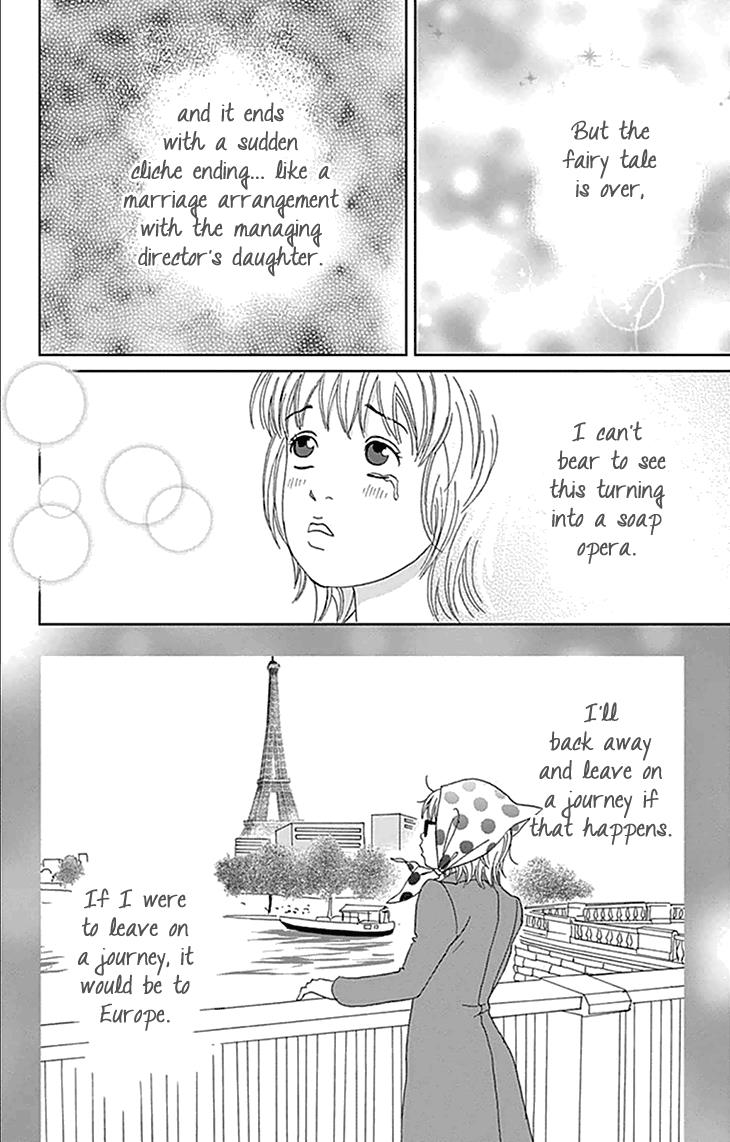 But the
fairy tale
is over,
and it ends
with a sudden
cliche ending... like a
marriage arrangement
with the managing
director's daughter.
I can't
bear to see
this turning
into a soap
opera.
I'll
back away
and leave on
a journey if
that happens.
If I were
to leave on
a journey, it
would be to
Europe.